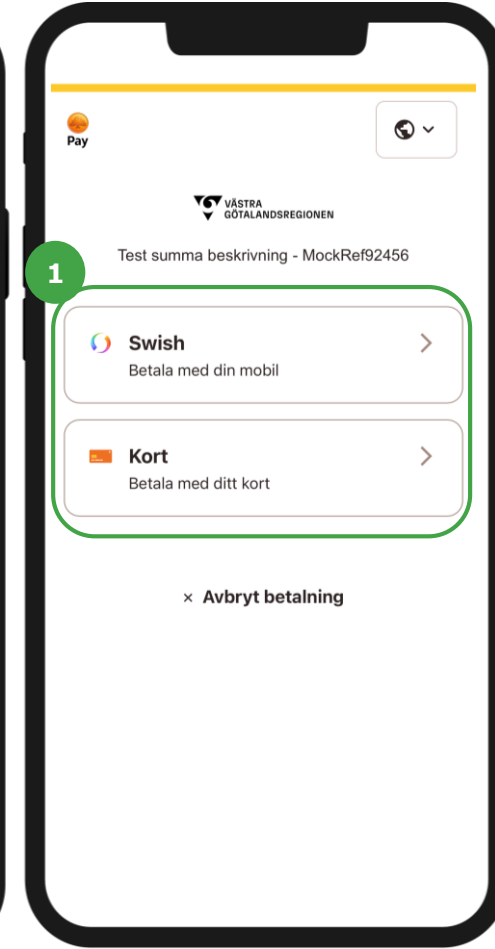 Pay
VÄSTRA
GÖTALANDSREGIONEN
Test summa beskrivning - MockRef92456
1
Swish
Betala med din mobil
Kort
Betala med ditt kort
× Avbryt betalning